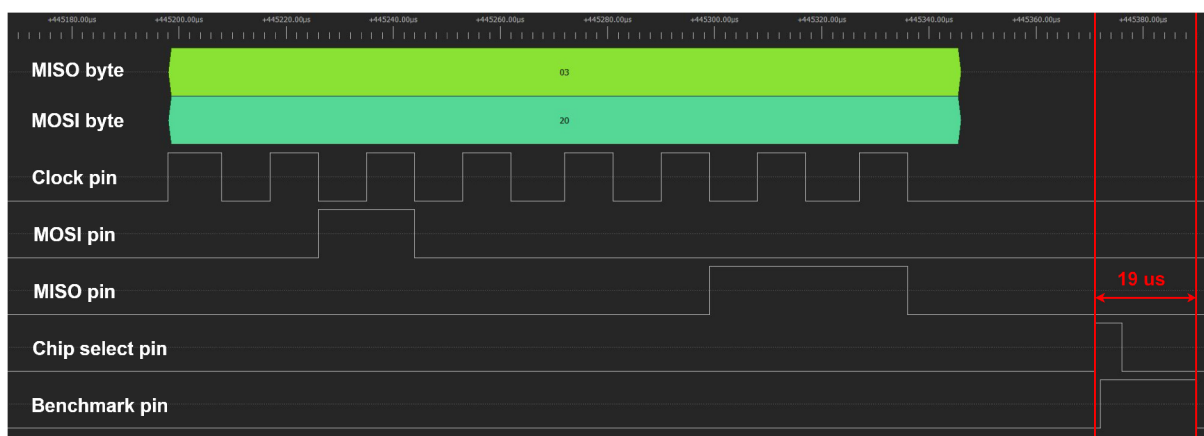 +445180.00µs +445200.00µs +445220.00µs +445240.00µs +445260.00µs +445280.00µs +445300.00µs +445320.00µs +445340.00µs +445360.00µs +445380.00µs
MISO byte 03
MOSI byte 20
Clock pin
MOSI pin
MISO pin 19 us
Chip select pin
Benchmark pin